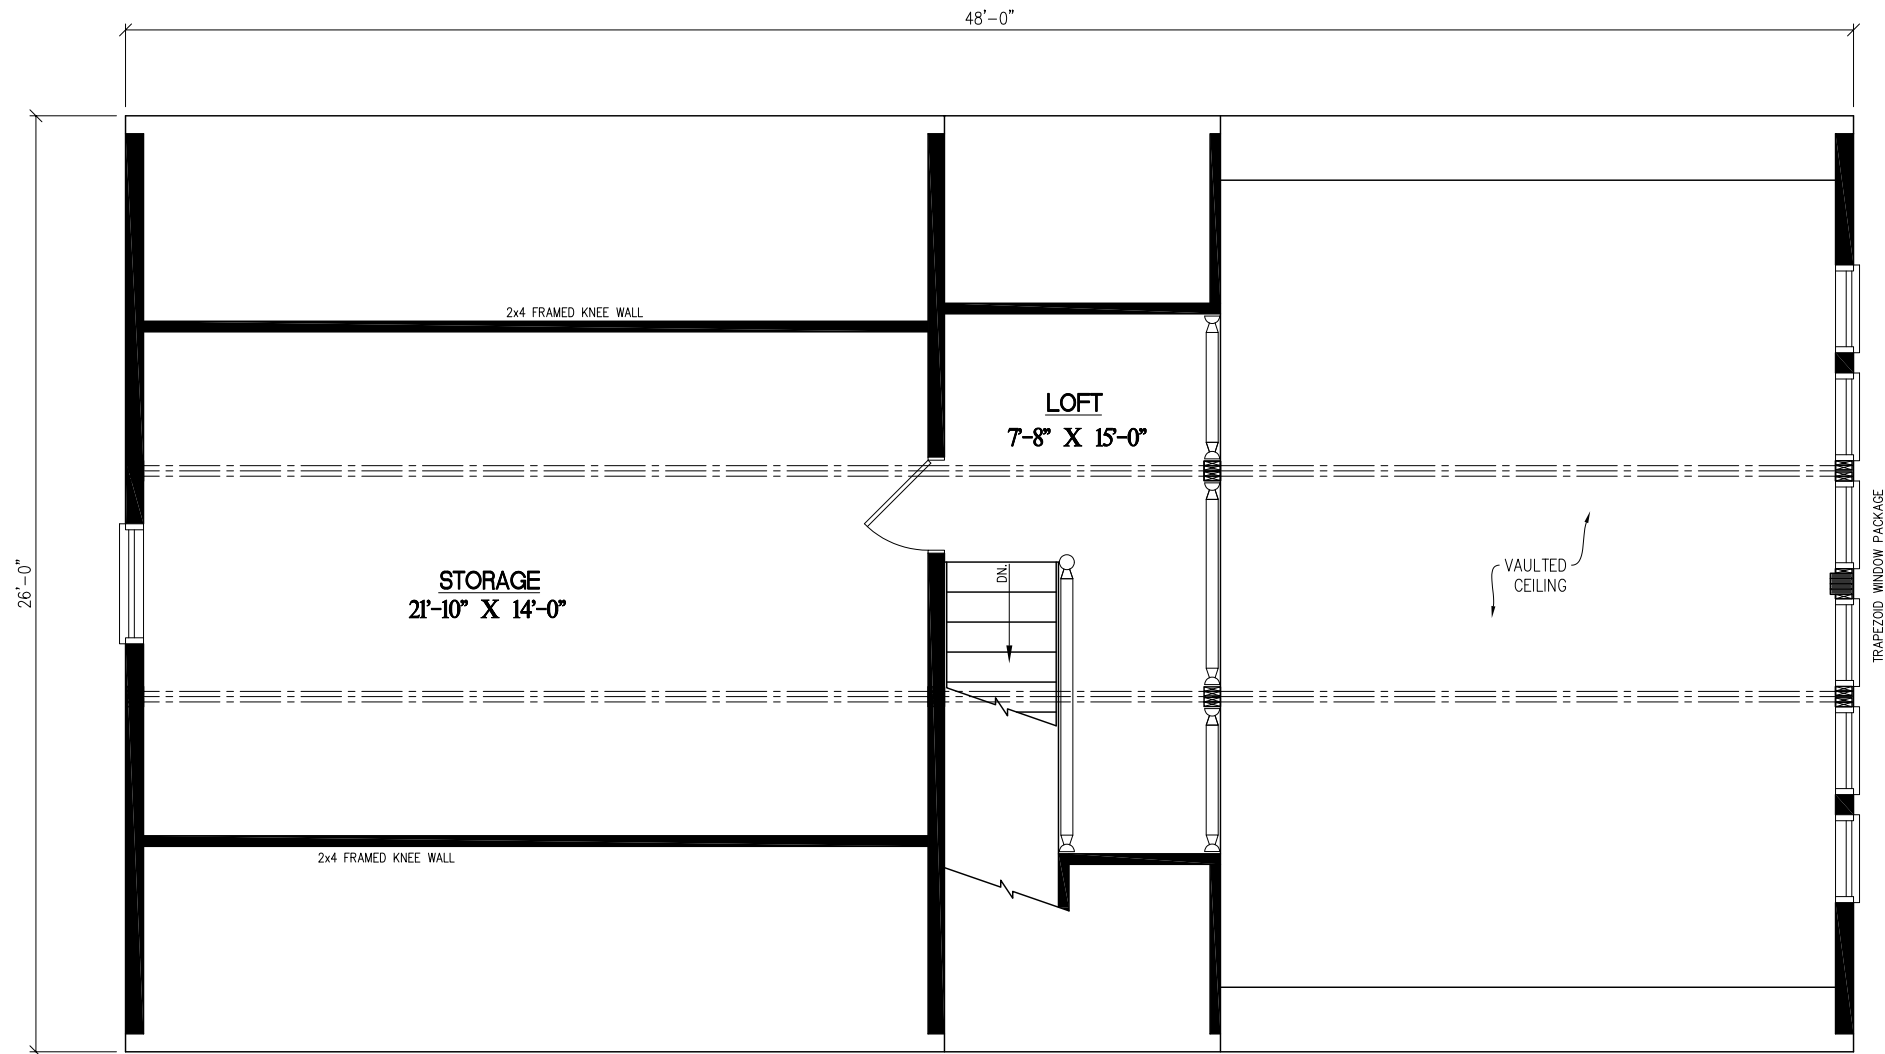 48'-0"
2x4 FRAMED KNEE WALL
LOFT
7'-8" X 15'-0"
26'-0"
STORAGE
21'-10" X 14'-0"
DN.
VAULTED
CEILING
TRAPEZOID WINDOW PACKAGE
2x4 FRAMED KNEE WALL